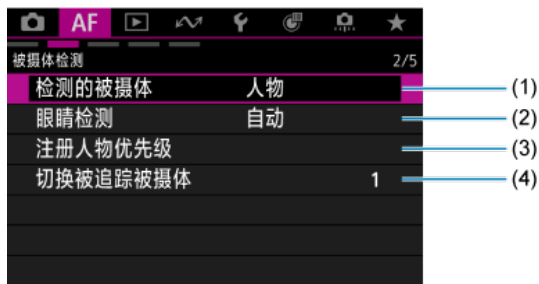 AF
被摄体检测 2/5
检测的被摄体 人物 (1)
眼睛检测 自动 (2)
注册人物优先级 (3)
切换被追踪被摄体 1 (4)